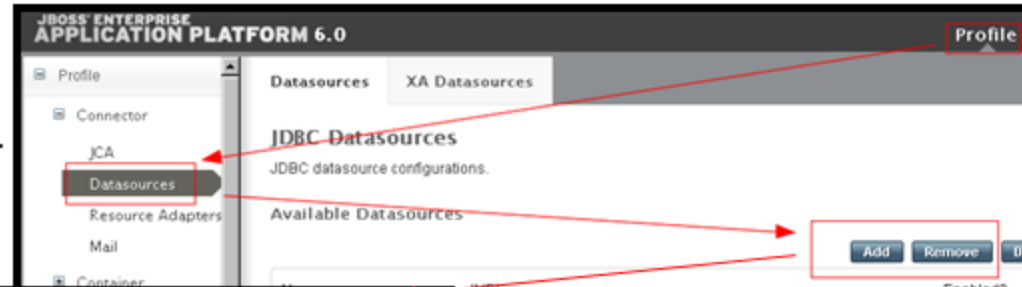 JBOSS ENTERPRISE
APPLICATION PLATFORM 6.0
Profile
Profile
Connector
JCA
Datasources
Resource Adapters
Mail
Container
Datasources XA Datasources
JDBC Datasources
JDBC datasource configurations.
Available Datasources
Add Remove D
Enabled?